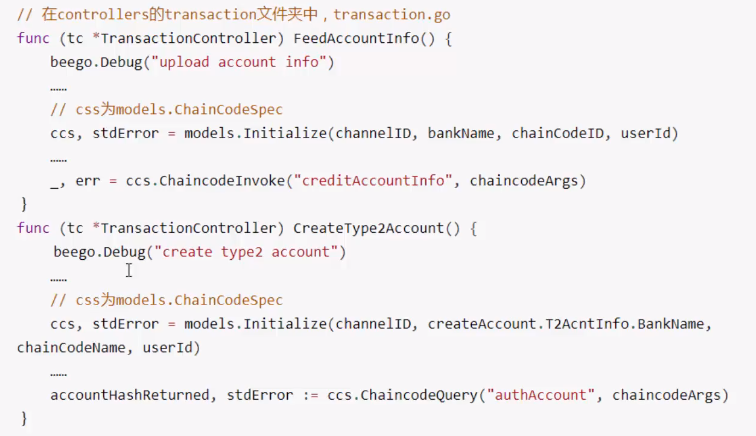 // 在controllers的transaction文件夹中，transaction.go
func (tc *TransactionController) FeedAccountInfo() {
beego.Debug("upload account info")
……
// css为models.ChainCodeSpec
ccs, stdError = models.Initialize(channelID, bankName, chainCodeID, userId)
……
_, err = ccs.ChaincodeInvoke("creditAccountInfo", chaincodeArgs)
}
func (tc *TransactionController) CreateType2Account() {
beego.Debug("create type2 account")
……
// css为models.ChainCodeSpec
ccs, stdError = models.Initialize(channelID, createAccount.T2AcntInfo.BankName,
chainCodeName, userId)
……
accountHashReturned, stdError := ccs.ChaincodeQuery("authAccount", chaincodeArgs)
}